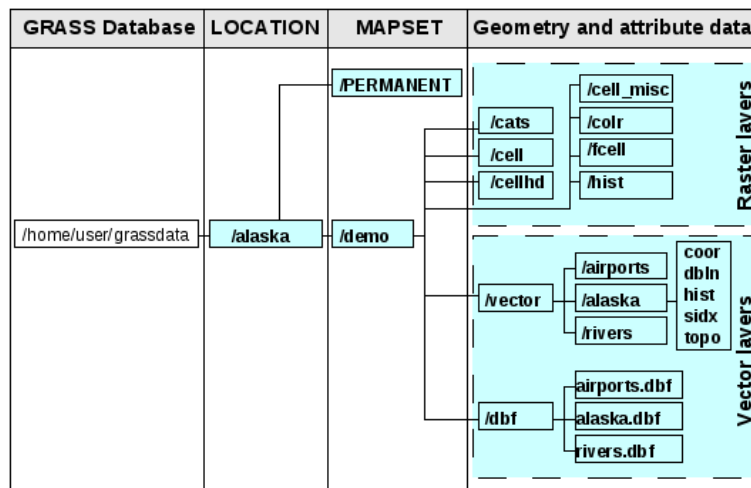 GRASS Database
LOCATION
MAPSET
Geometry and attribute data
/PERMANENT
/cell_misc
/cats
/colr
/cell
/fcell
/cellhd
/hist
Raster layers
/home/user/grassdata
/alaska
/demo
/vector
/airports
/alaska
/rivers
coor
dbln
hist
sidx
topo
/dbf
airports.dbf
alaska.dbf
rivers.dbf
Vector layers